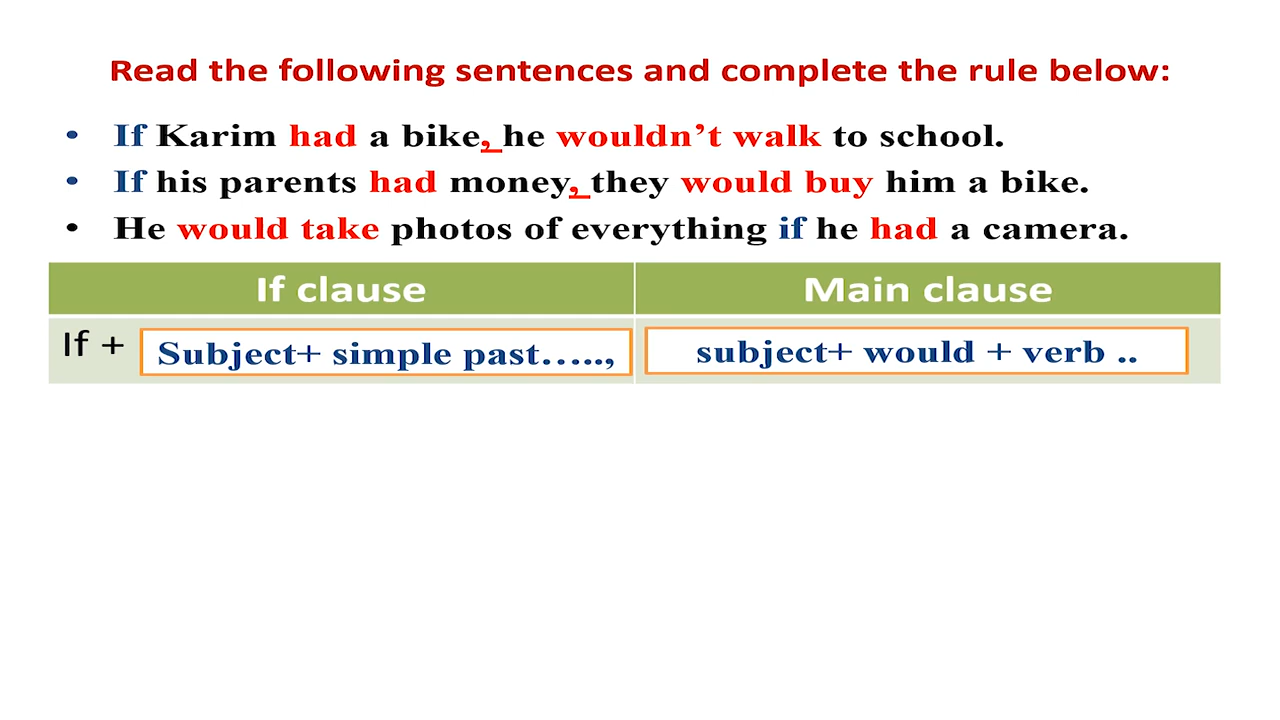 Read the following sentences and complete the rule below:
• If Karim had a bike, he wouldn’t walk to school.
• If his parents had money, they would buy him a bike.
• He would take photos of everything if he had a camera.
If clause Main clause
If + Subject+ simple past….., subject+ would + verb ..